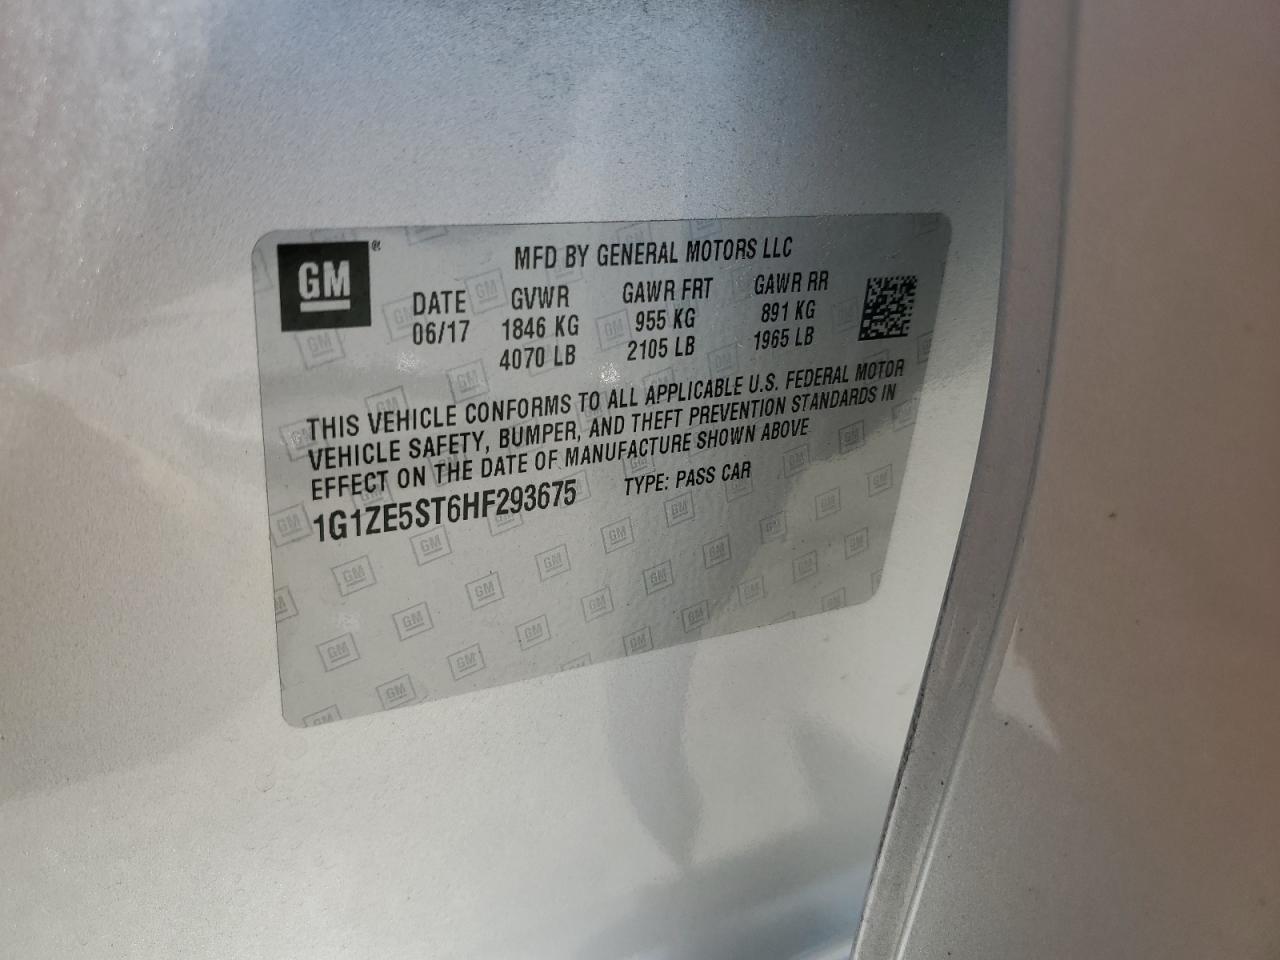 GM®
MFD BY GENERAL MOTORS LLC
DATE GVWR GAWR FRT GAWR RR
06/17 1846 KG 955 KG 891 KG
4070 LB 2105 LB 1965 LB
THIS VEHICLE CONFORMS TO ALL APPLICABLE U.S. FEDERAL MOTOR
VEHICLE SAFETY, BUMPER, AND THEFT PREVENTION STANDARDS IN
EFFECT ON THE DATE OF MANUFACTURE SHOWN ABOVE
1G1ZE5ST6HF293675 TYPE: PASS CAR